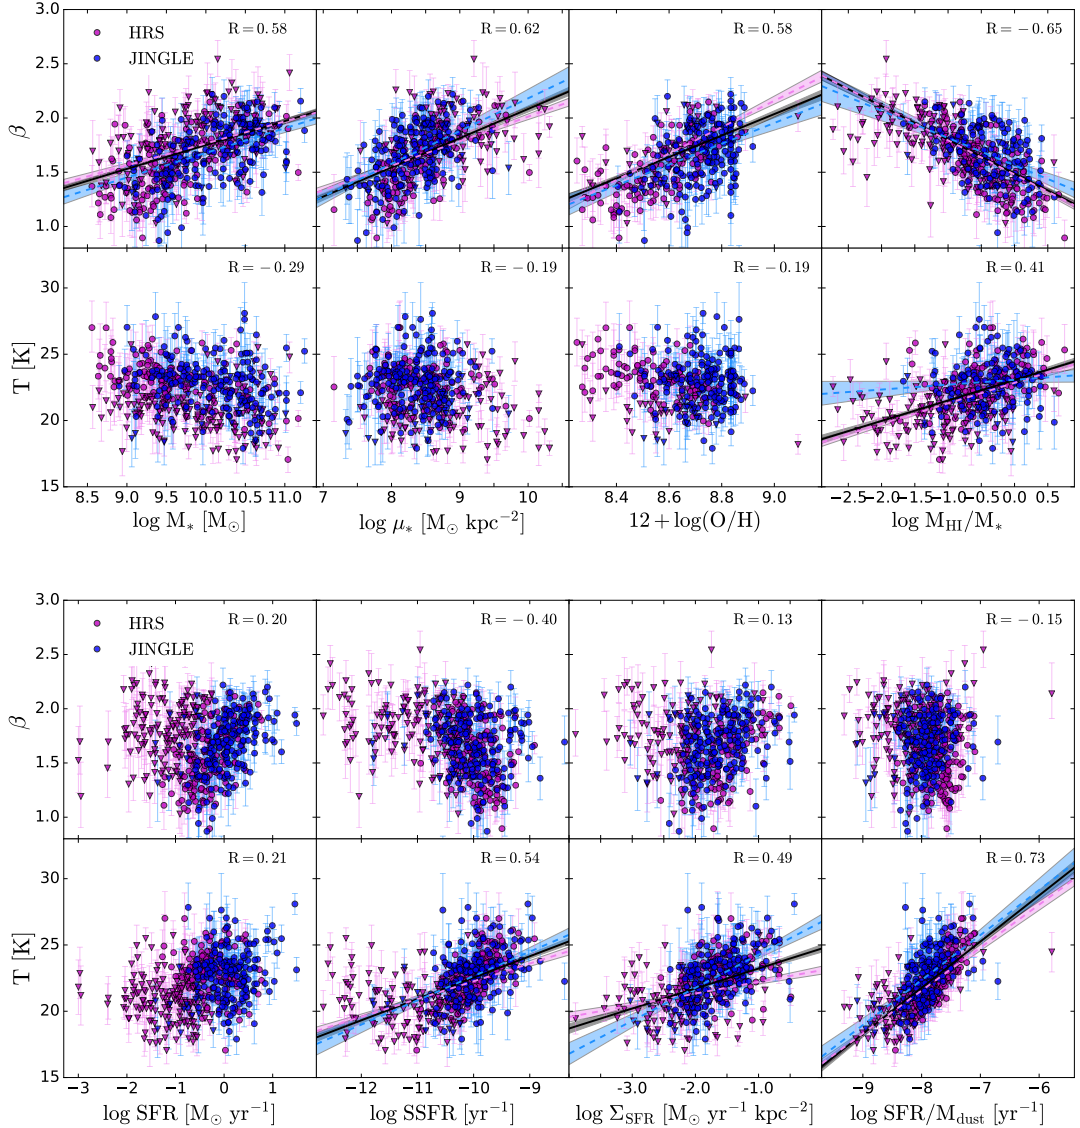 3.0
HRS
JINGLE
R = 0.58
R = 0.62
R = 0.58
R = −0.65
2.5
2.0
β
1.5
1.0
R = −0.29
R = −0.19
R = −0.19
R = 0.41
30
25
T [K]
20
15
8.5 9.0 9.5 10.0 10.5 11.0
7 8 9 10
8.4 8.6 8.8 9.0
−2.5 −2.0 −1.5 −1.0 −0.5 0.0 0.5
log M* [M⊙]
log μ* [M⊙ kpc⁻²]
12 + log(O/H)
log M_HI/M*
3.0
HRS
JINGLE
R = 0.20
R = −0.40
R = 0.13
R = −0.15
2.5
2.0
β
1.5
1.0
R = 0.21
R = 0.54
R = 0.49
R = 0.73
30
25
T [K]
20
15
−3 −2 −1 0 1
−12 −11 −10 −9
-3.0 -2.0 -1.0 0.0
−9 −8 −7 −6
log SFR [M⊙ yr⁻¹]
log SSFR [yr⁻¹]
log Σ_SFR [M⊙ yr⁻¹ kpc⁻²]
log SFR/M_dust [yr⁻¹]